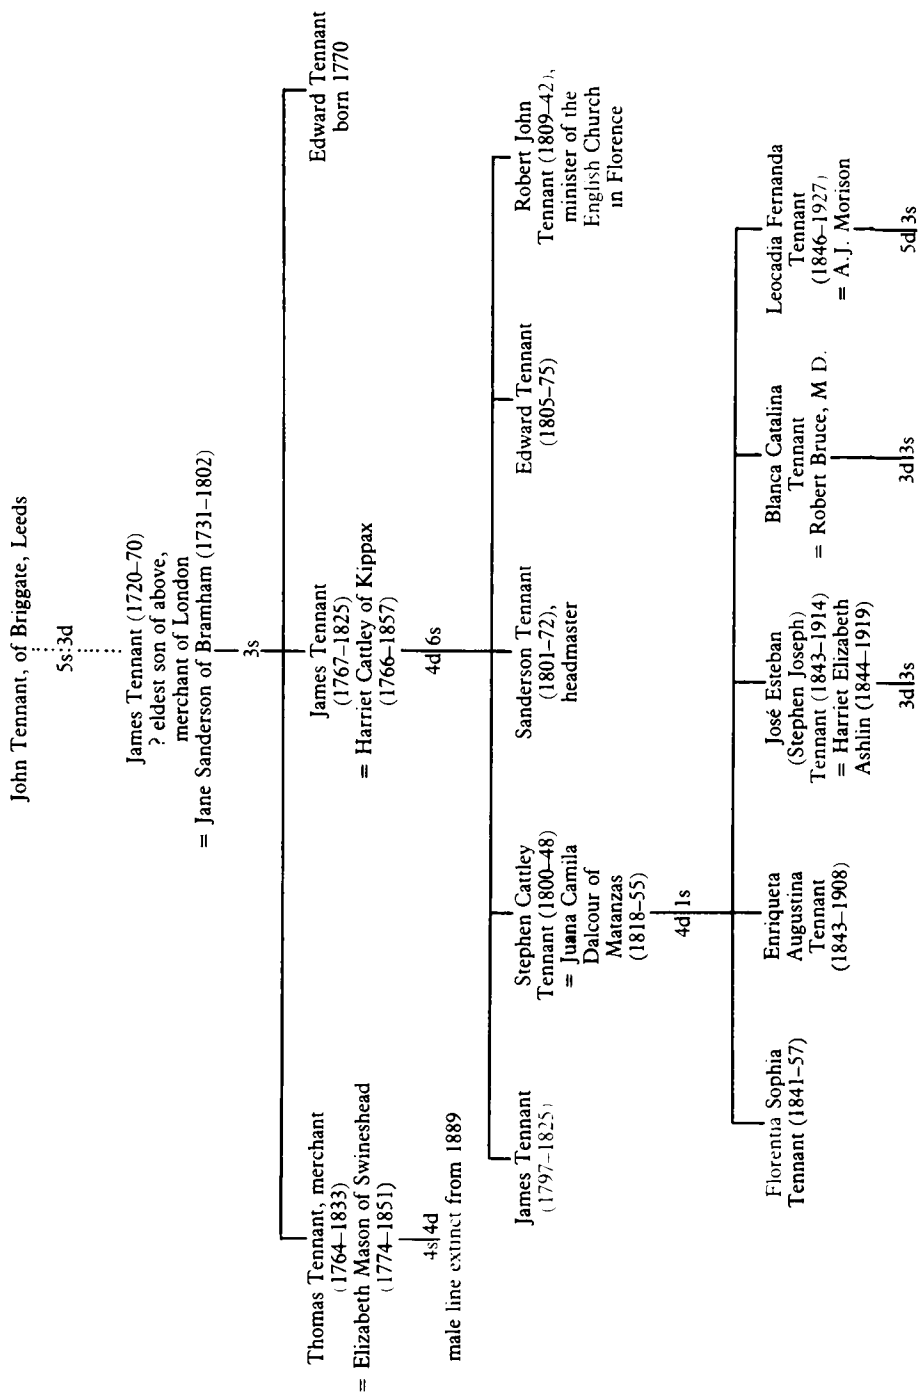 John Tennant, of Briggate, Leeds
5s 3d
James Tennant (1720–70)
? eldest son of above,
merchant of London
= Jane Sanderson of Bramham (1731–1802)
3s
Thomas Tennant, merchant
(1764–1833)
= Elizabeth Mason of Swineshead
(1774–1851)
4s 4d
male line extinct from 1889
James Tennant
(1767–1825)
= Harriet Cattley of Kippax
(1766–1857)
4d 6s
Edward Tennant
born 1770
James Tennant
(1797–1825)
Stephen Cattley
Tennant (1800–48)
= Juana Camila
Dalcour of
Matanzas
(1818–55)
4d 1s
Sanderson Tennant
(1801–72),
headmaster
Edward Tennant
(1805–75)
Robert John
Tennant (1809–42),
minister of the
English Church
in Florence
Florentia Sophia
Tennant (1841–57)
Enriqueta
Augustina
Tennant
(1843–1908)
José Esteban
(Stephen Joseph)
Tennant (1843–1914)
= Harriet Elizabeth
Ashlin (1844–1919)
3d 3s
Blanca Catalina
Tennant
= Robert Bruce, M D.
3d 3s
Leocadia Fernanda
Tennant
(1846–1927)
= A.J. Morison
5d 3s